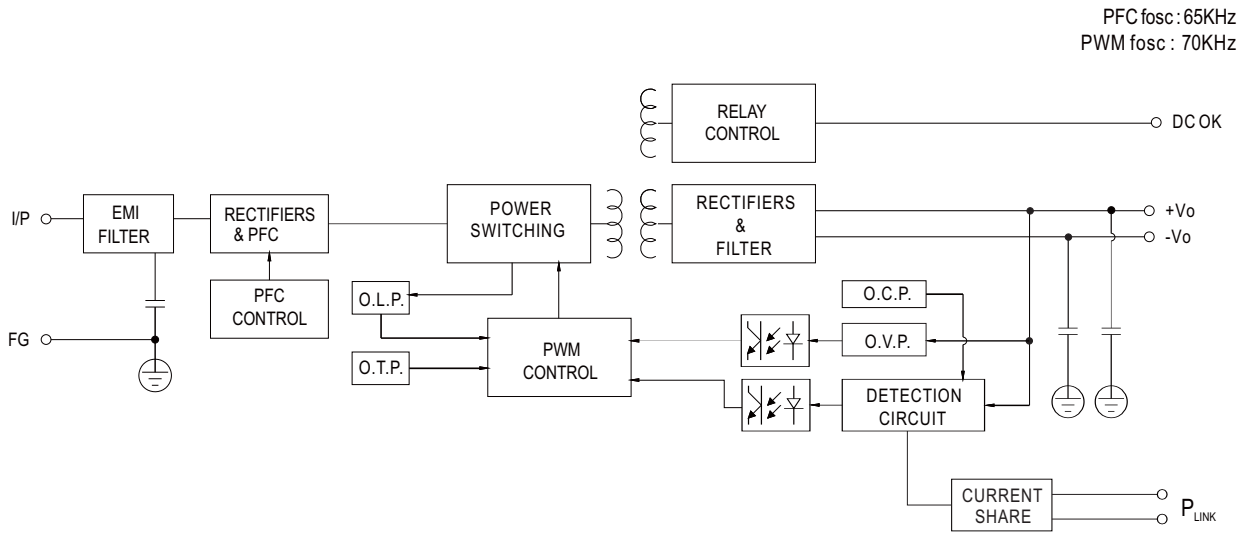 PFC fosc : 65KHz
PWM fosc : 70KHz
RELAY
CONTROL
DC OK
I/P
EMI
FILTER
RECTIFIERS
& PFC
POWER
SWITCHING
RECTIFIERS
&
FILTER
+Vo
-Vo
PFC
CONTROL
O.L.P.
O.C.P.
FG
O.T.P.
PWM
CONTROL
O.V.P.
DETECTION
CIRCUIT
CURRENT
SHARE
PLINK